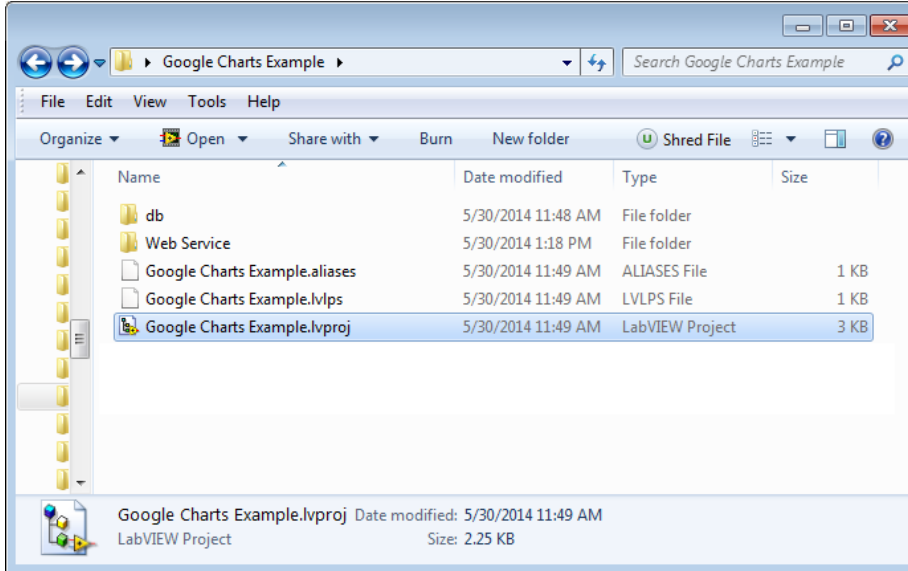 Google Charts Example
Search Google Charts Example
File Edit View Tools Help
Organize Open Share with Burn New folder Shred File
Name Date modified Type Size
db 5/30/2014 11:48 AM File folder
Web Service 5/30/2014 1:18 PM File folder
Google Charts Example.aliases 5/30/2014 11:49 AM ALIASES File 1 KB
Google Charts Example.lvlps 5/30/2014 11:49 AM LVLPS File 1 KB
Google Charts Example.lvproj 5/30/2014 11:49 AM LabVIEW Project 3 KB
Google Charts Example.lvproj Date modified: 5/30/2014 11:49 AM
LabVIEW Project Size: 2.25 KB